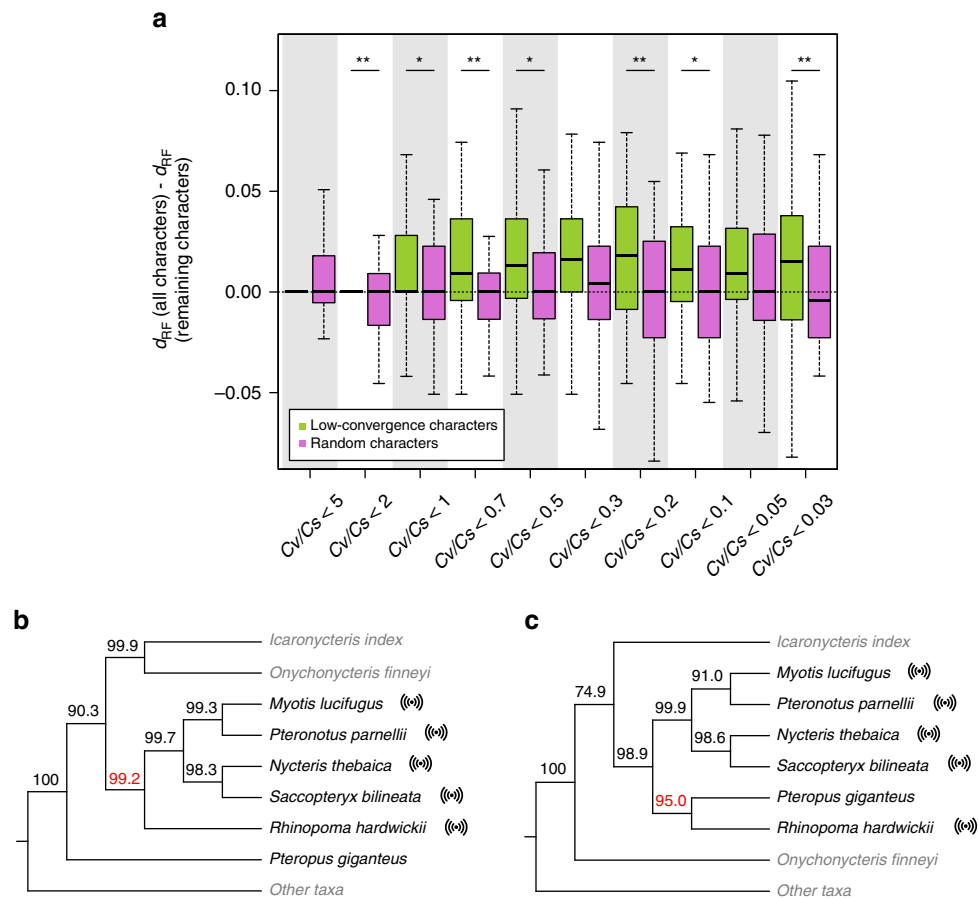 a
** * ** * ** * **
0.10
0.05
0.00
−0.05
dRF (all characters) - dRF
(remaining characters)
Low-convergence characters
Random characters
Cv/Cs < 5
Cv/Cs < 2
Cv/Cs < 1
Cv/Cs < 0.7
Cv/Cs < 0.5
Cv/Cs < 0.3
Cv/Cs < 0.2
Cv/Cs < 0.1
Cv/Cs < 0.05
Cv/Cs < 0.03
b
99.9
90.3
99.3
99.7
98.3
99.2
100
Icaronycteris index
Onychonycteris finneyi
Myotis lucifugus
Pteronotus parnellii
Nycteris thebaica
Saccopteryx bilineata
Rhinopoma hardwickii
Pteropus giganteus
Other taxa
c
74.9
91.0
99.9
98.6
98.9
95.0
100
Icaronycteris index
Myotis lucifugus
Pteronotus parnellii
Nycteris thebaica
Saccopteryx bilineata
Pteropus giganteus
Rhinopoma hardwickii
Onychonycteris finneyi
Other taxa